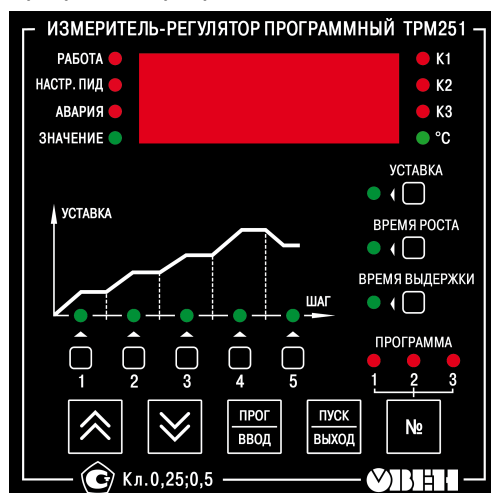 ИЗМЕРИТЕЛЬ-РЕГУЛЯТОР ПРОГРАММНЫЙ ТРМ251
РАБОТА
НАСТР. ПИД
АВАРИЯ
ЗНАЧЕНИЕ
К1
К2
К3
°С
УСТАВКА
ВРЕМЯ РОСТА
ВРЕМЯ ВЫДЕРЖКИ
УСТАВКА
ШАГ
1 2 3 4 5
ПРОГРАММА
1 2 3
ПРОГ
ВВОД
ПУСК
ВЫХОД
№
Кл.0,25;0,5
ОВЕН